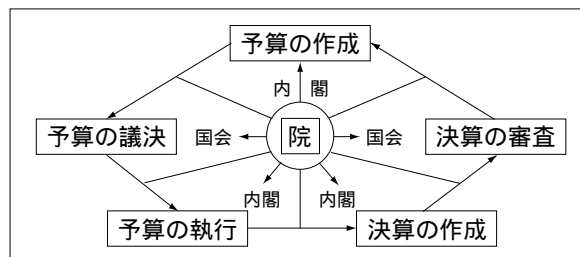 予算の作成
内 閣
予算の議決
国会
院
国会
決算の審査
内閣
内閣
予算の執行
決算の作成